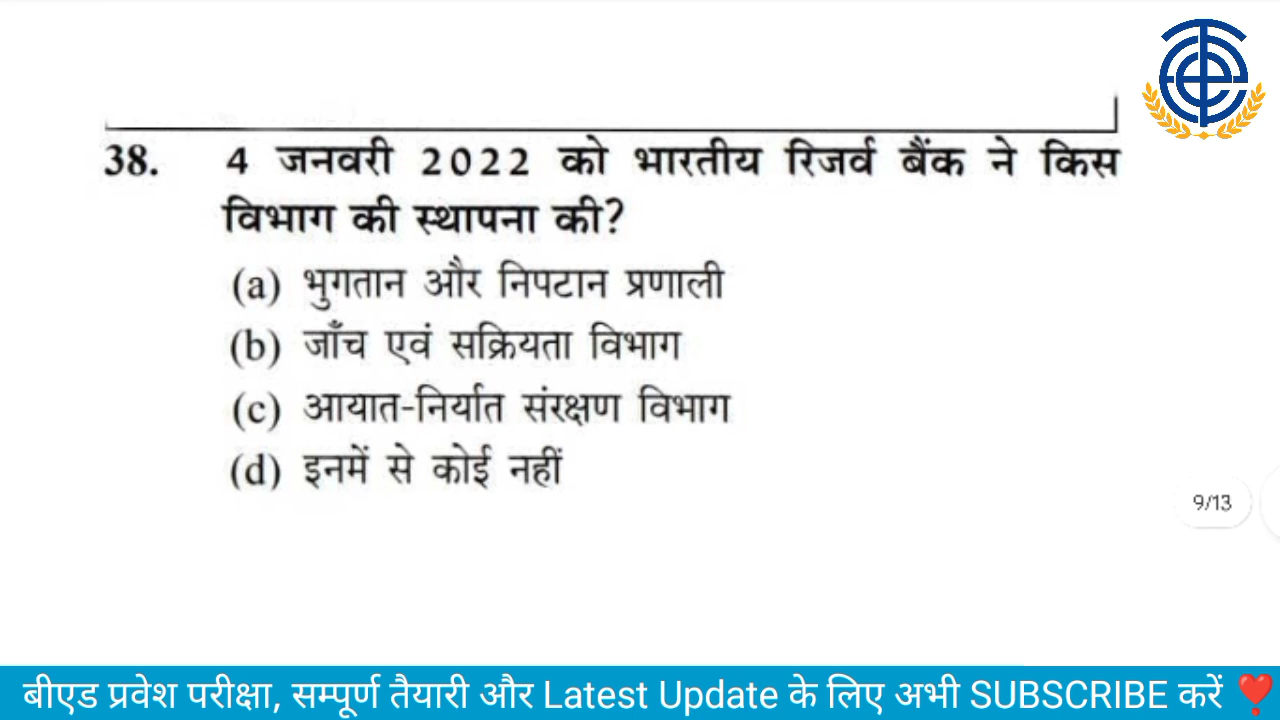 38. 4 जनवरी 2022 को भारतीय रिजर्व बैंक ने किस
विभाग की स्थापना की?
(a) भुगतान और निपटान प्रणाली
(b) जाँच एवं सक्रियता विभाग
(c) आयात-निर्यात संरक्षण विभाग
(d) इनमें से कोई नहीं
9/13
बीएड प्रवेश परीक्षा, सम्पूर्ण तैयारी और Latest Update के लिए अभी SUBSCRIBE करें ❣️